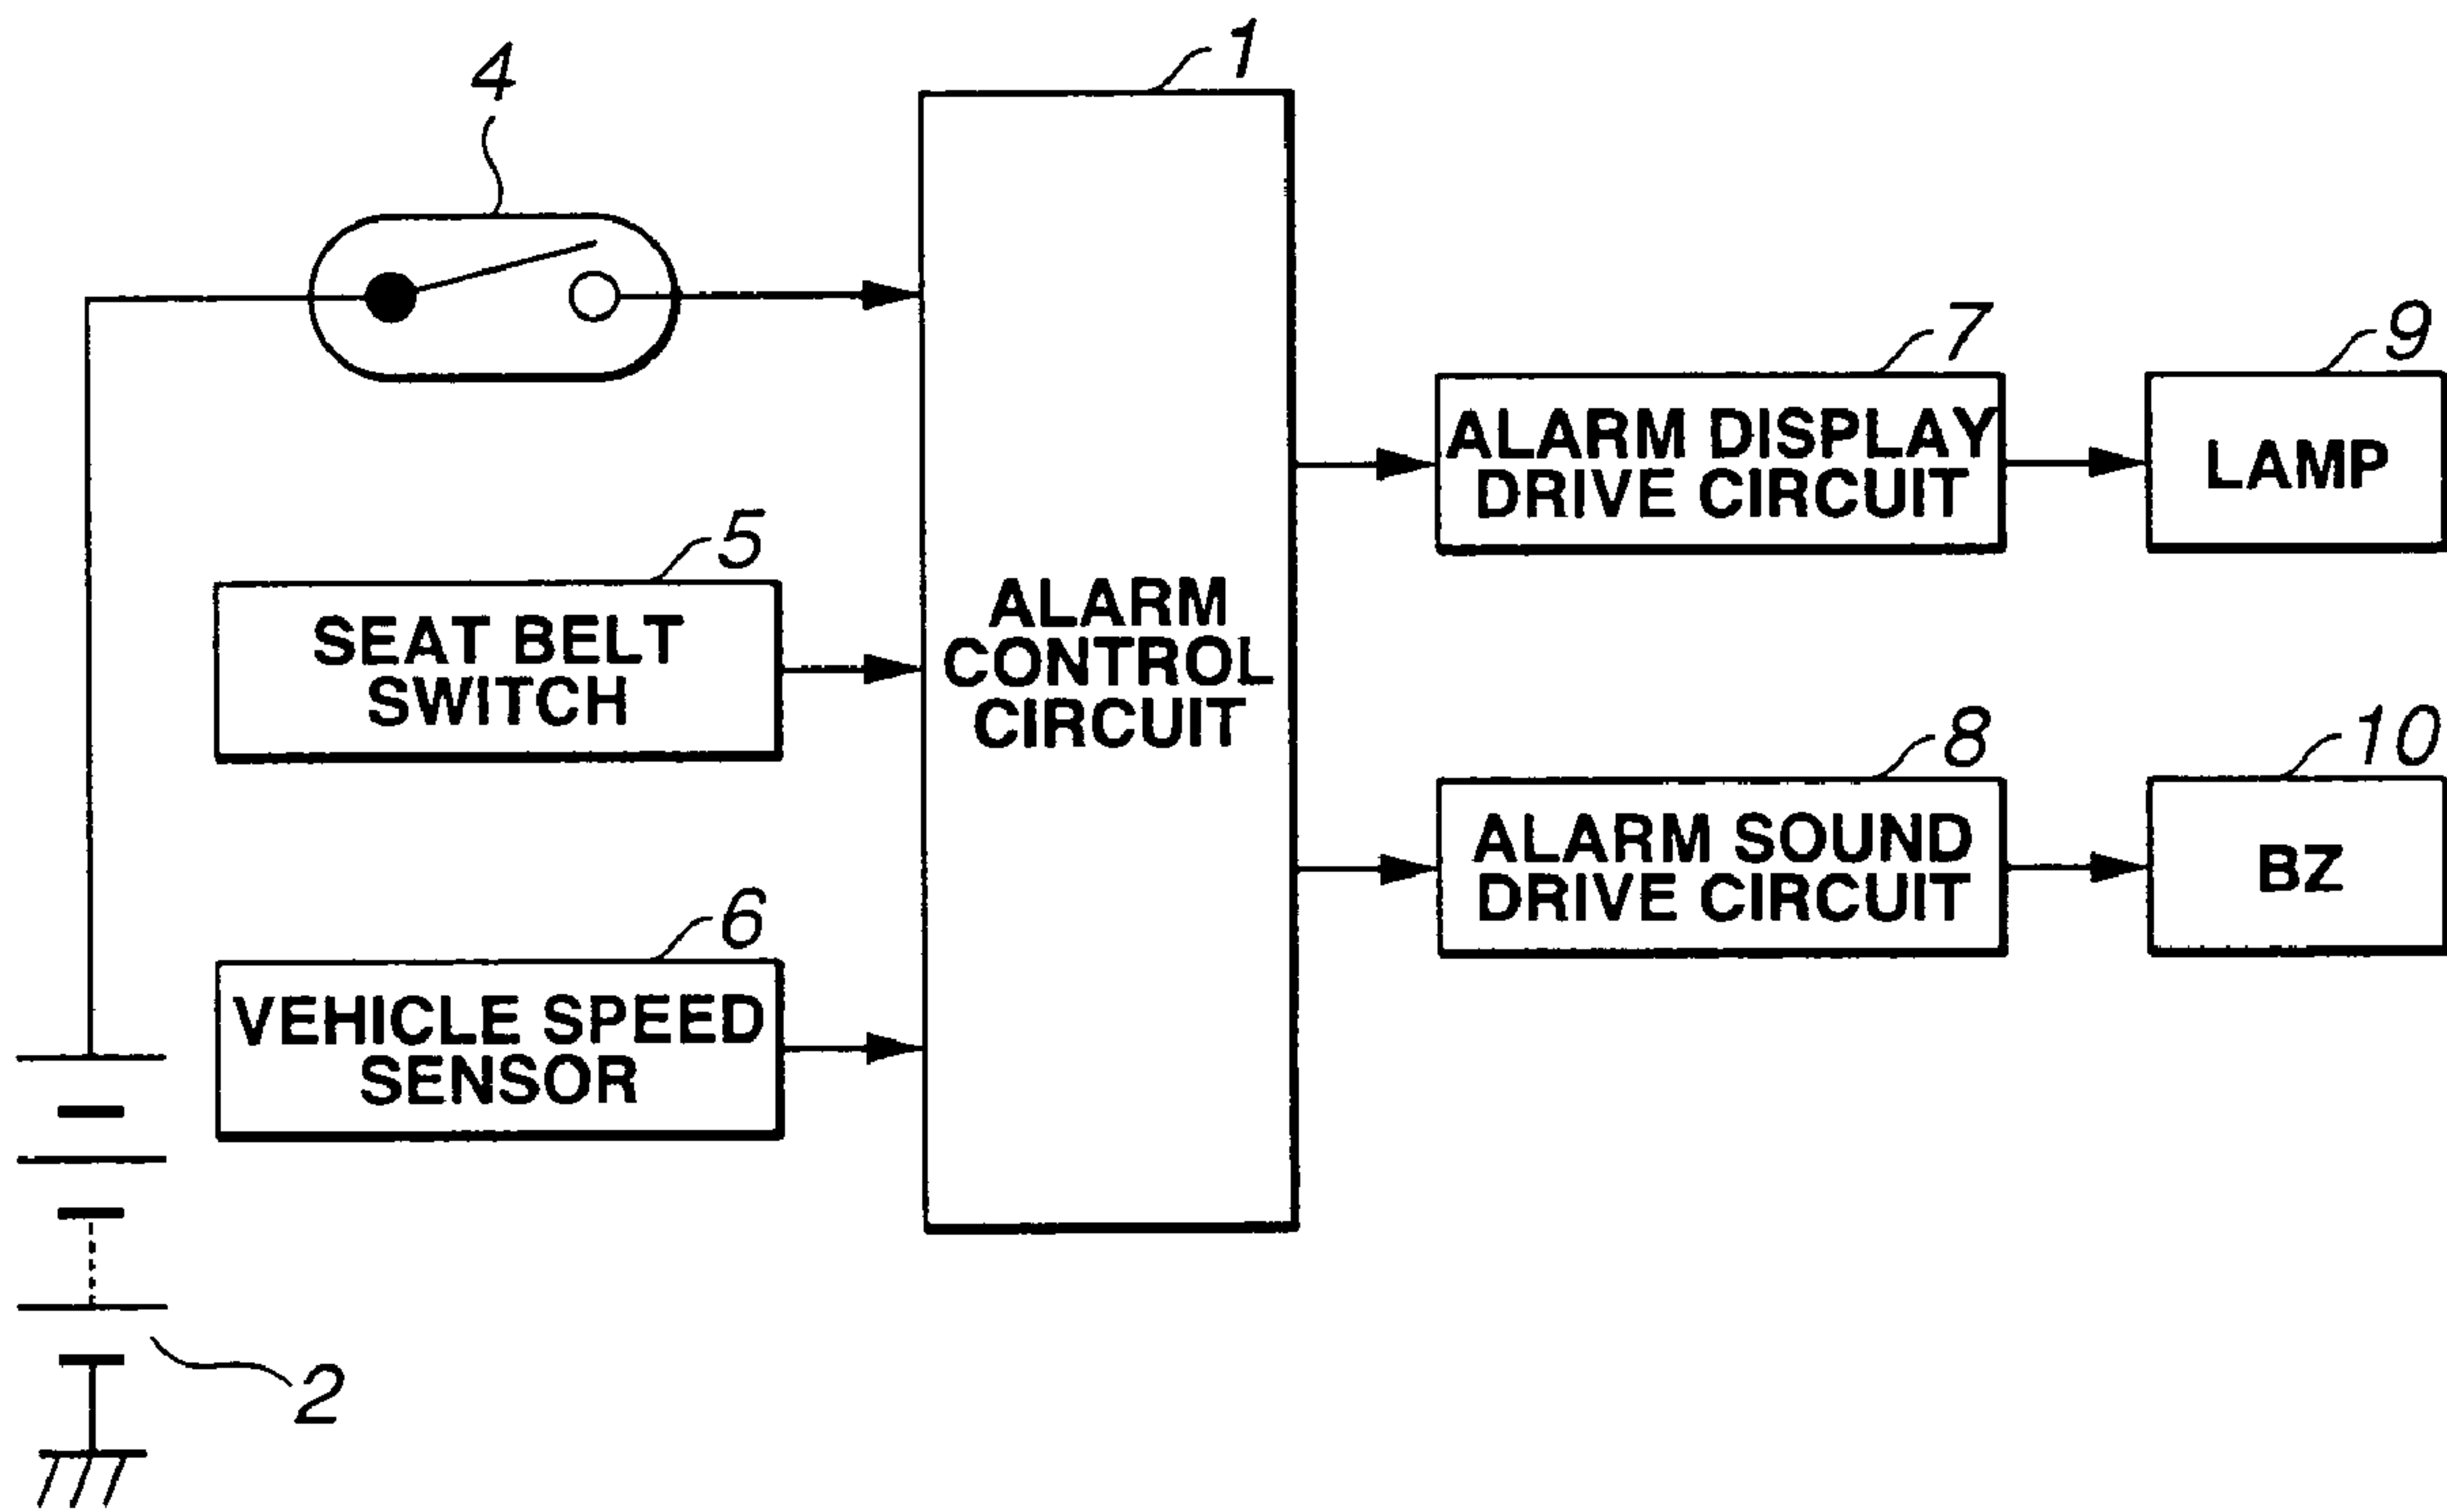 4
1
7
9
ALARM DISPLAY
DRIVE CIRCUIT
LAMP
5
SEAT BELT
SWITCH
ALARM
CONTROL
CIRCUIT
8
10
ALARM SOUND
DRIVE CIRCUIT
BZ
6
VEHICLE SPEED
SENSOR
2